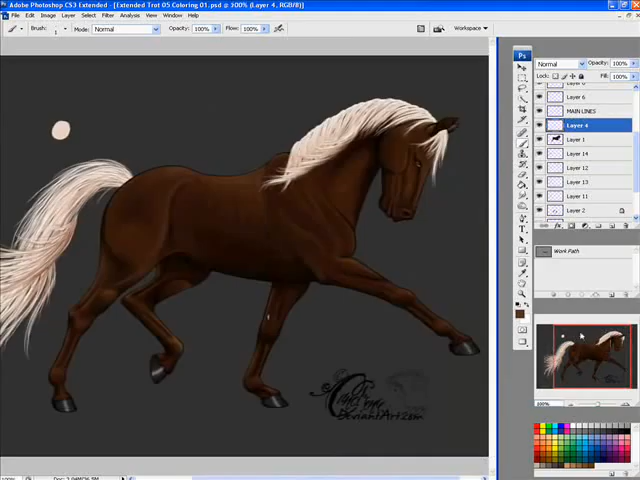 Adobe Photoshop CS3 Extended - [Extended Trot 05 Coloring 01.psd @ 300% (Layer 4, RGB/8)]
File Edit Image Layer Select Filter Analysis View Window Help
Brush: 1 Mode: Normal Opacity: 100% Flow: 100% Workspace
Ps
Normal Opacity: 100%
Lock: Fill: 100%
Layer 6
MAIN LINES
Layer 4
Layer 1
Layer 14
Layer 12
Layer 13
Layer 11
Layer 2
Work Path
100%
DeviantArt.com